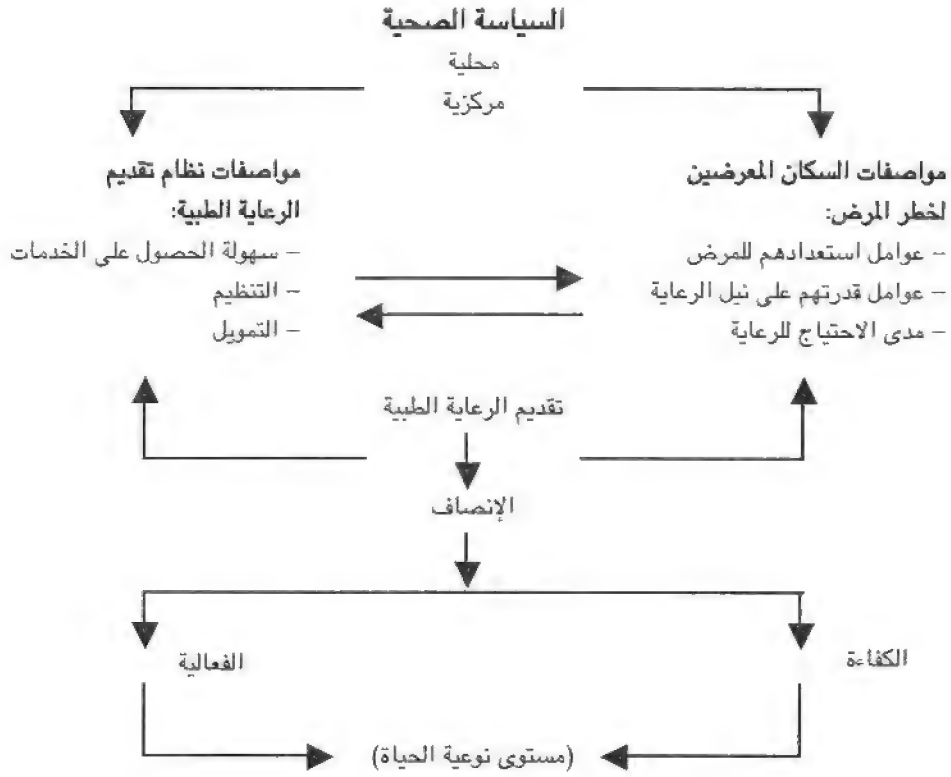 السياسة الصحية
محلية
مركزية
مواصفات السكان المعرضين
لخطر المرض:
– عوامل استعدادهم للمرض
– عوامل قدرتهم على نيل الرعاية
– مدى الاحتياج للرعاية
مواصفات نظام تقديم
الرعاية الطبية:
– سهولة الحصول على الخدمات
– التنظيم
– التمويل
تقديم الرعاية الطبية
الإنصاف
الكفاءة
الفعالية
(مستوى نوعية الحياة)